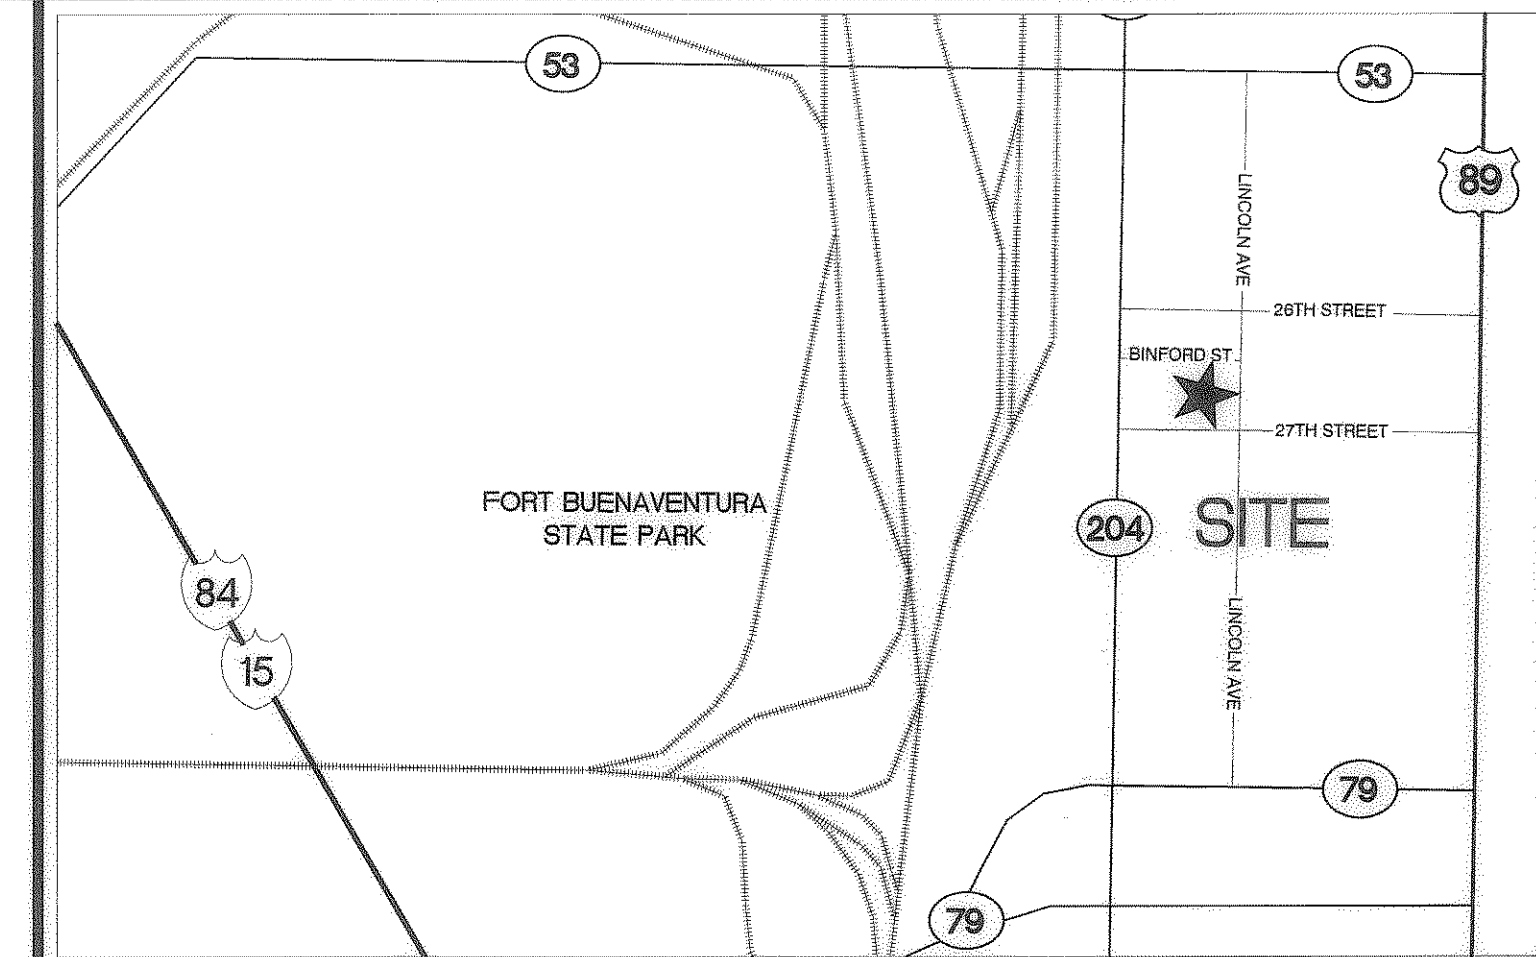 53
53
89
LINCOLN AVE
26TH STREET
BINFORD ST.
27TH STREET
FORT BUENAVENTURA
STATE PARK
204
SITE
84
15
LINCOLN AVE
79
79